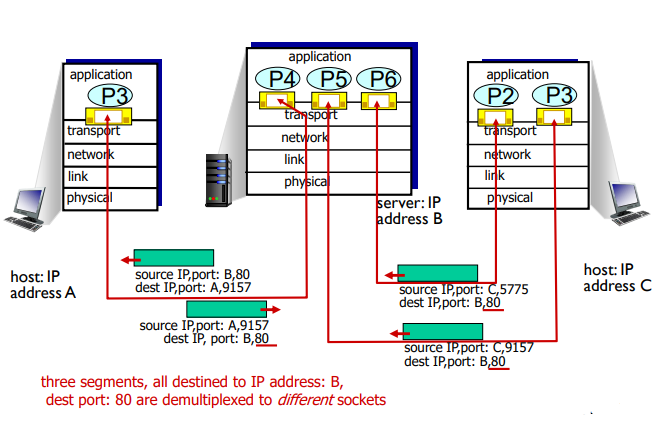 application
P3
transport
network
link
physical
host: IP
address A
application
P4 P5 P6
transport
network
link
physical
server: IP
address B
application
P2 P3
transport
network
link
physical
host: IP
address C
source IP,port: B,80
dest IP,port: A,9157
source IP,port: A,9157
dest IP, port: B,80
source IP,port: C,5775
dest IP,port: B,80
source IP,port: C,9157
dest IP,port: B,80
three segments, all destined to IP address: B,
dest port: 80 are demultiplexed to different sockets